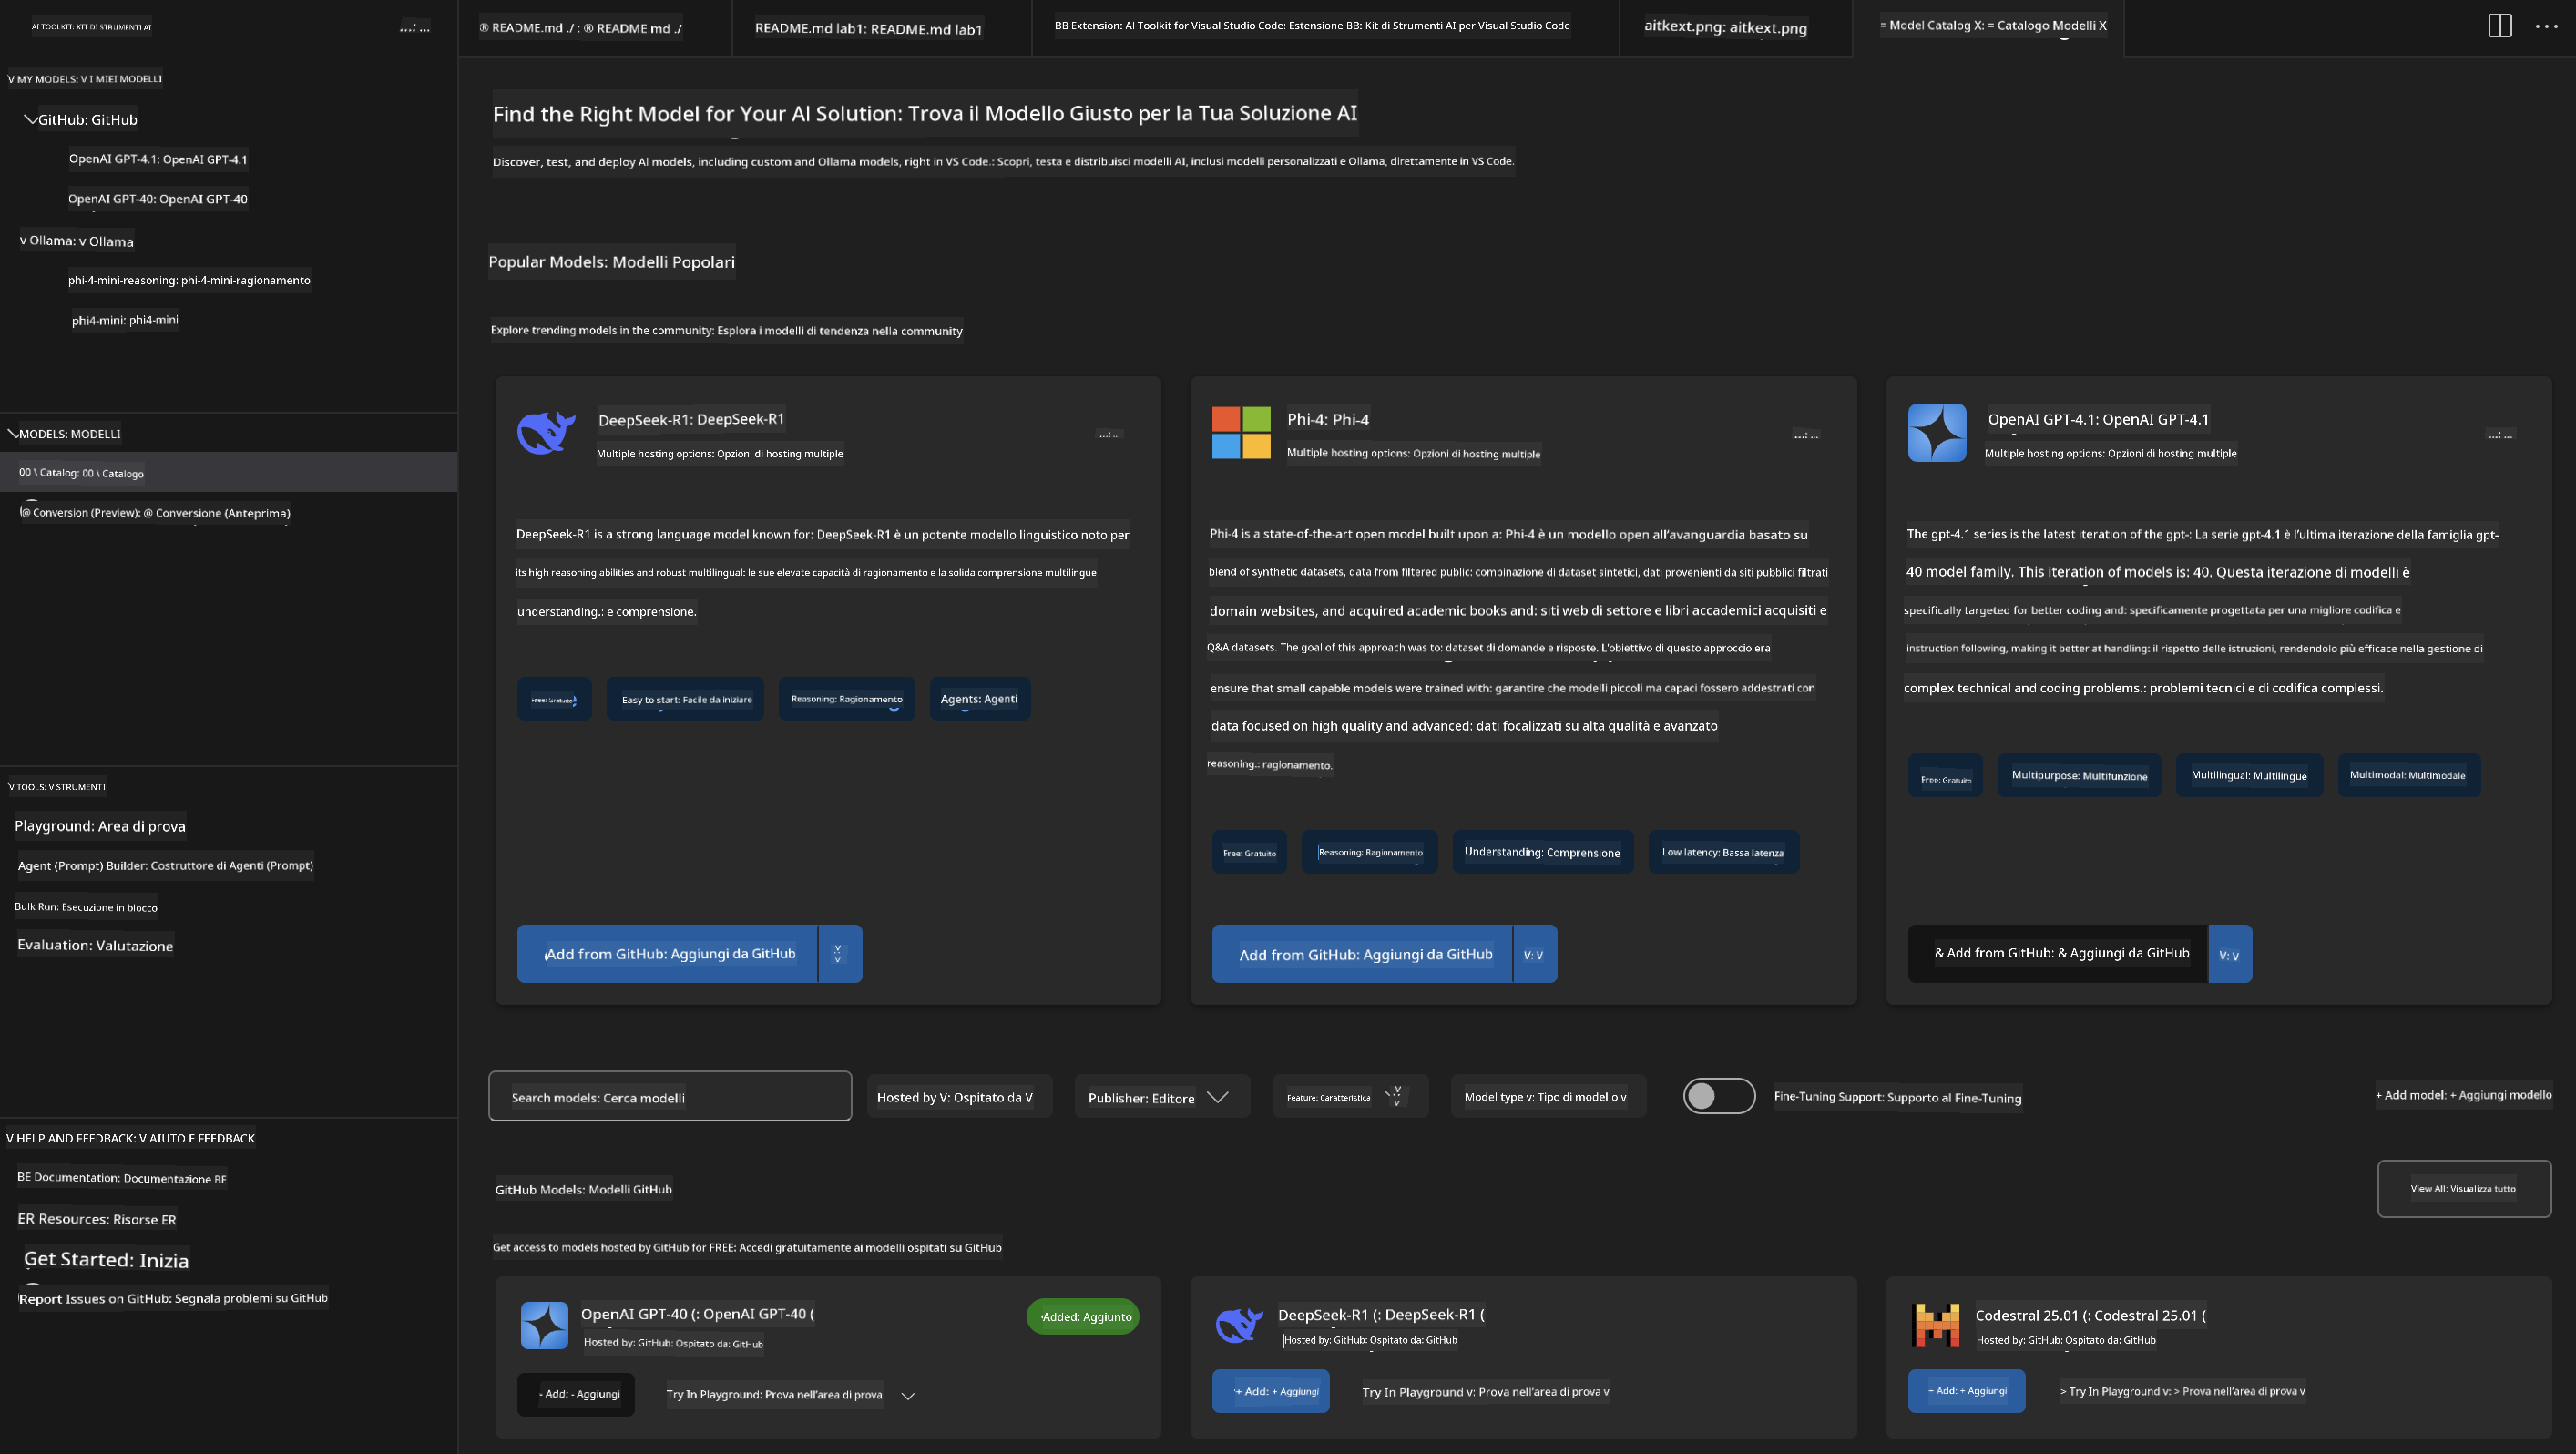 AI TOOLKIT: KIT DI STRUMENTI AI
...: ...
® README.md ./ : ® README.md ./
README.md lab1: README.md lab1
BB Extension: AI Toolkit for Visual Studio Code: Estensione BB: Kit di Strumenti AI per Visual Studio Code
aitkext.png: aitkext.png
= Model Catalog X: = Catalogo Modelli X
V MY MODELS: V I MIEI MODELLI
GitHub: GitHub
OpenAI GPT-4.1: OpenAI GPT-4.1
OpenAI GPT-40: OpenAI GPT-40
v Ollama: v Ollama
phi-4-mini-reasoning: phi-4-mini-ragionamento
phi4-mini: phi4-mini
MODELS: MODELLI
00 \ Catalog: 00 \ Catalogo
@ Conversion (Preview): @ Conversione (Anteprima)
V TOOLS: V STRUMENTI
Playground: Area di prova
Agent (Prompt) Builder: Costruttore di Agenti (Prompt)
Bulk Run: Esecuzione in blocco
Evaluation: Valutazione
V HELP AND FEEDBACK: V AIUTO E FEEDBACK
BE Documentation: Documentazione BE
ER Resources: Risorse ER
Get Started: Inizia
Report Issues on GitHub: Segnala problemi su GitHub
Find the Right Model for Your AI Solution: Trova il Modello Giusto per la Tua Soluzione AI
Discover, test, and deploy AI models, including custom and Ollama models, right in VS Code.: Scopri, testa e distribuisci modelli AI, inclusi modelli personalizzati e Ollama, direttamente in VS Code.
Popular Models: Modelli Popolari
Explore trending models in the community: Esplora i modelli di tendenza nella community
DeepSeek-R1: DeepSeek-R1
...: ...
Multiple hosting options: Opzioni di hosting multiple
DeepSeek-R1 is a strong language model known for: DeepSeek-R1 è un potente modello linguistico noto per
its high reasoning abilities and robust multilingual: le sue elevate capacità di ragionamento e la solida comprensione multilingue
understanding.: e comprensione.
Free: Gratuito
Easy to start: Facile da iniziare
Reasoning: Ragionamento
Agents: Agenti
Add from GitHub: Aggiungi da GitHub
v: v
Phi-4: Phi-4
...: ...
Multiple hosting options: Opzioni di hosting multiple
Phi-4 is a state-of-the-art open model built upon a: Phi-4 è un modello open all'avanguardia basato su
blend of synthetic datasets, data from filtered public: combinazione di dataset sintetici, dati provenienti da siti pubblici filtrati
domain websites, and acquired academic books and: siti web di settore e libri accademici acquisiti e
Q&A datasets. The goal of this approach was to: dataset di domande e risposte. L'obiettivo di questo approccio era
ensure that small capable models were trained with: garantire che modelli piccoli ma capaci fossero addestrati con
data focused on high quality and advanced: dati focalizzati su alta qualità e avanzato
reasoning.: ragionamento.
Free: Gratuito
Reasoning: Ragionamento
Understanding: Comprensione
Low latency: Bassa latenza
Add from GitHub: Aggiungi da GitHub
V: V
OpenAI GPT-4.1: OpenAI GPT-4.1
...: ...
Multiple hosting options: Opzioni di hosting multiple
The gpt-4.1 series is the latest iteration of the gpt-: La serie gpt-4.1 è l'ultima iterazione della famiglia gpt-
40 model family. This iteration of models is: 40. Questa iterazione di modelli è
specifically targeted for better coding and: specificamente progettata per una migliore codifica e
instruction following, making it better at handling: il rispetto delle istruzioni, rendendolo più efficace nella gestione di
complex technical and coding problems.: problemi tecnici e di codifica complessi.
Free: Gratuito
Multipurpose: Multifunzione
Multilingual: Multilingue
Multimodal: Multimodale
& Add from GitHub: & Aggiungi da GitHub
V: V
Search models: Cerca modelli
Hosted by V: Ospitato da V
Publisher: Editore
Feature: Caratteristica
v: v
Model type v: Tipo di modello v
Fine-Tuning Support: Supporto al Fine-Tuning
+ Add model: + Aggiungi modello
GitHub Models: Modelli GitHub
View All: Visualizza tutto
Get access to models hosted by GitHub for FREE: Accedi gratuitamente ai modelli ospitati su GitHub
OpenAI GPT-40 (: OpenAI GPT-40 (
Added: Aggiunto
Hosted by: GitHub: Ospitato da: GitHub
- Add: - Aggiungi
Try In Playground: Prova nell'area di prova
DeepSeek-R1 (: DeepSeek-R1 (
Hosted by: GitHub: Ospitato da: GitHub
+ Add: + Aggiungi
Try In Playground v: Prova nell'area di prova v
Codestral 25.01 (: Codestral 25.01 (
Hosted by: GitHub: Ospitato da: GitHub
+ Add: + Aggiungi
> Try In Playground v: > Prova nell'area di prova v